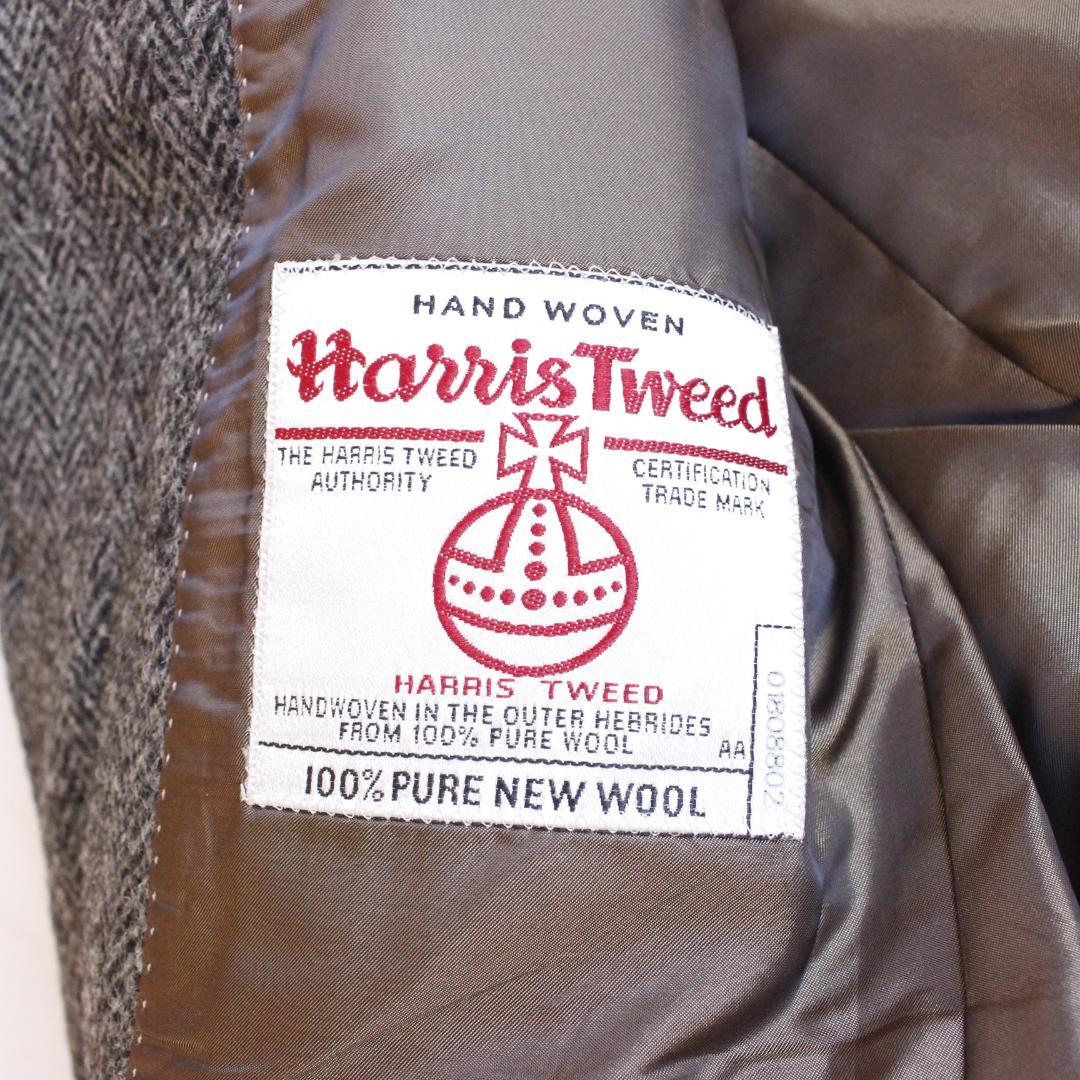 HAND WOVEN
Harris Tweed
THE HARRIS TWEED
AUTHORITY
CERTIFICATION
TRADE MARK
HARRIS TWEED
HANDWOVEN IN THE OUTER HEBRIDES
FROM 100% PURE WOOL
AA
100% PURE NEW WOOL
01808802